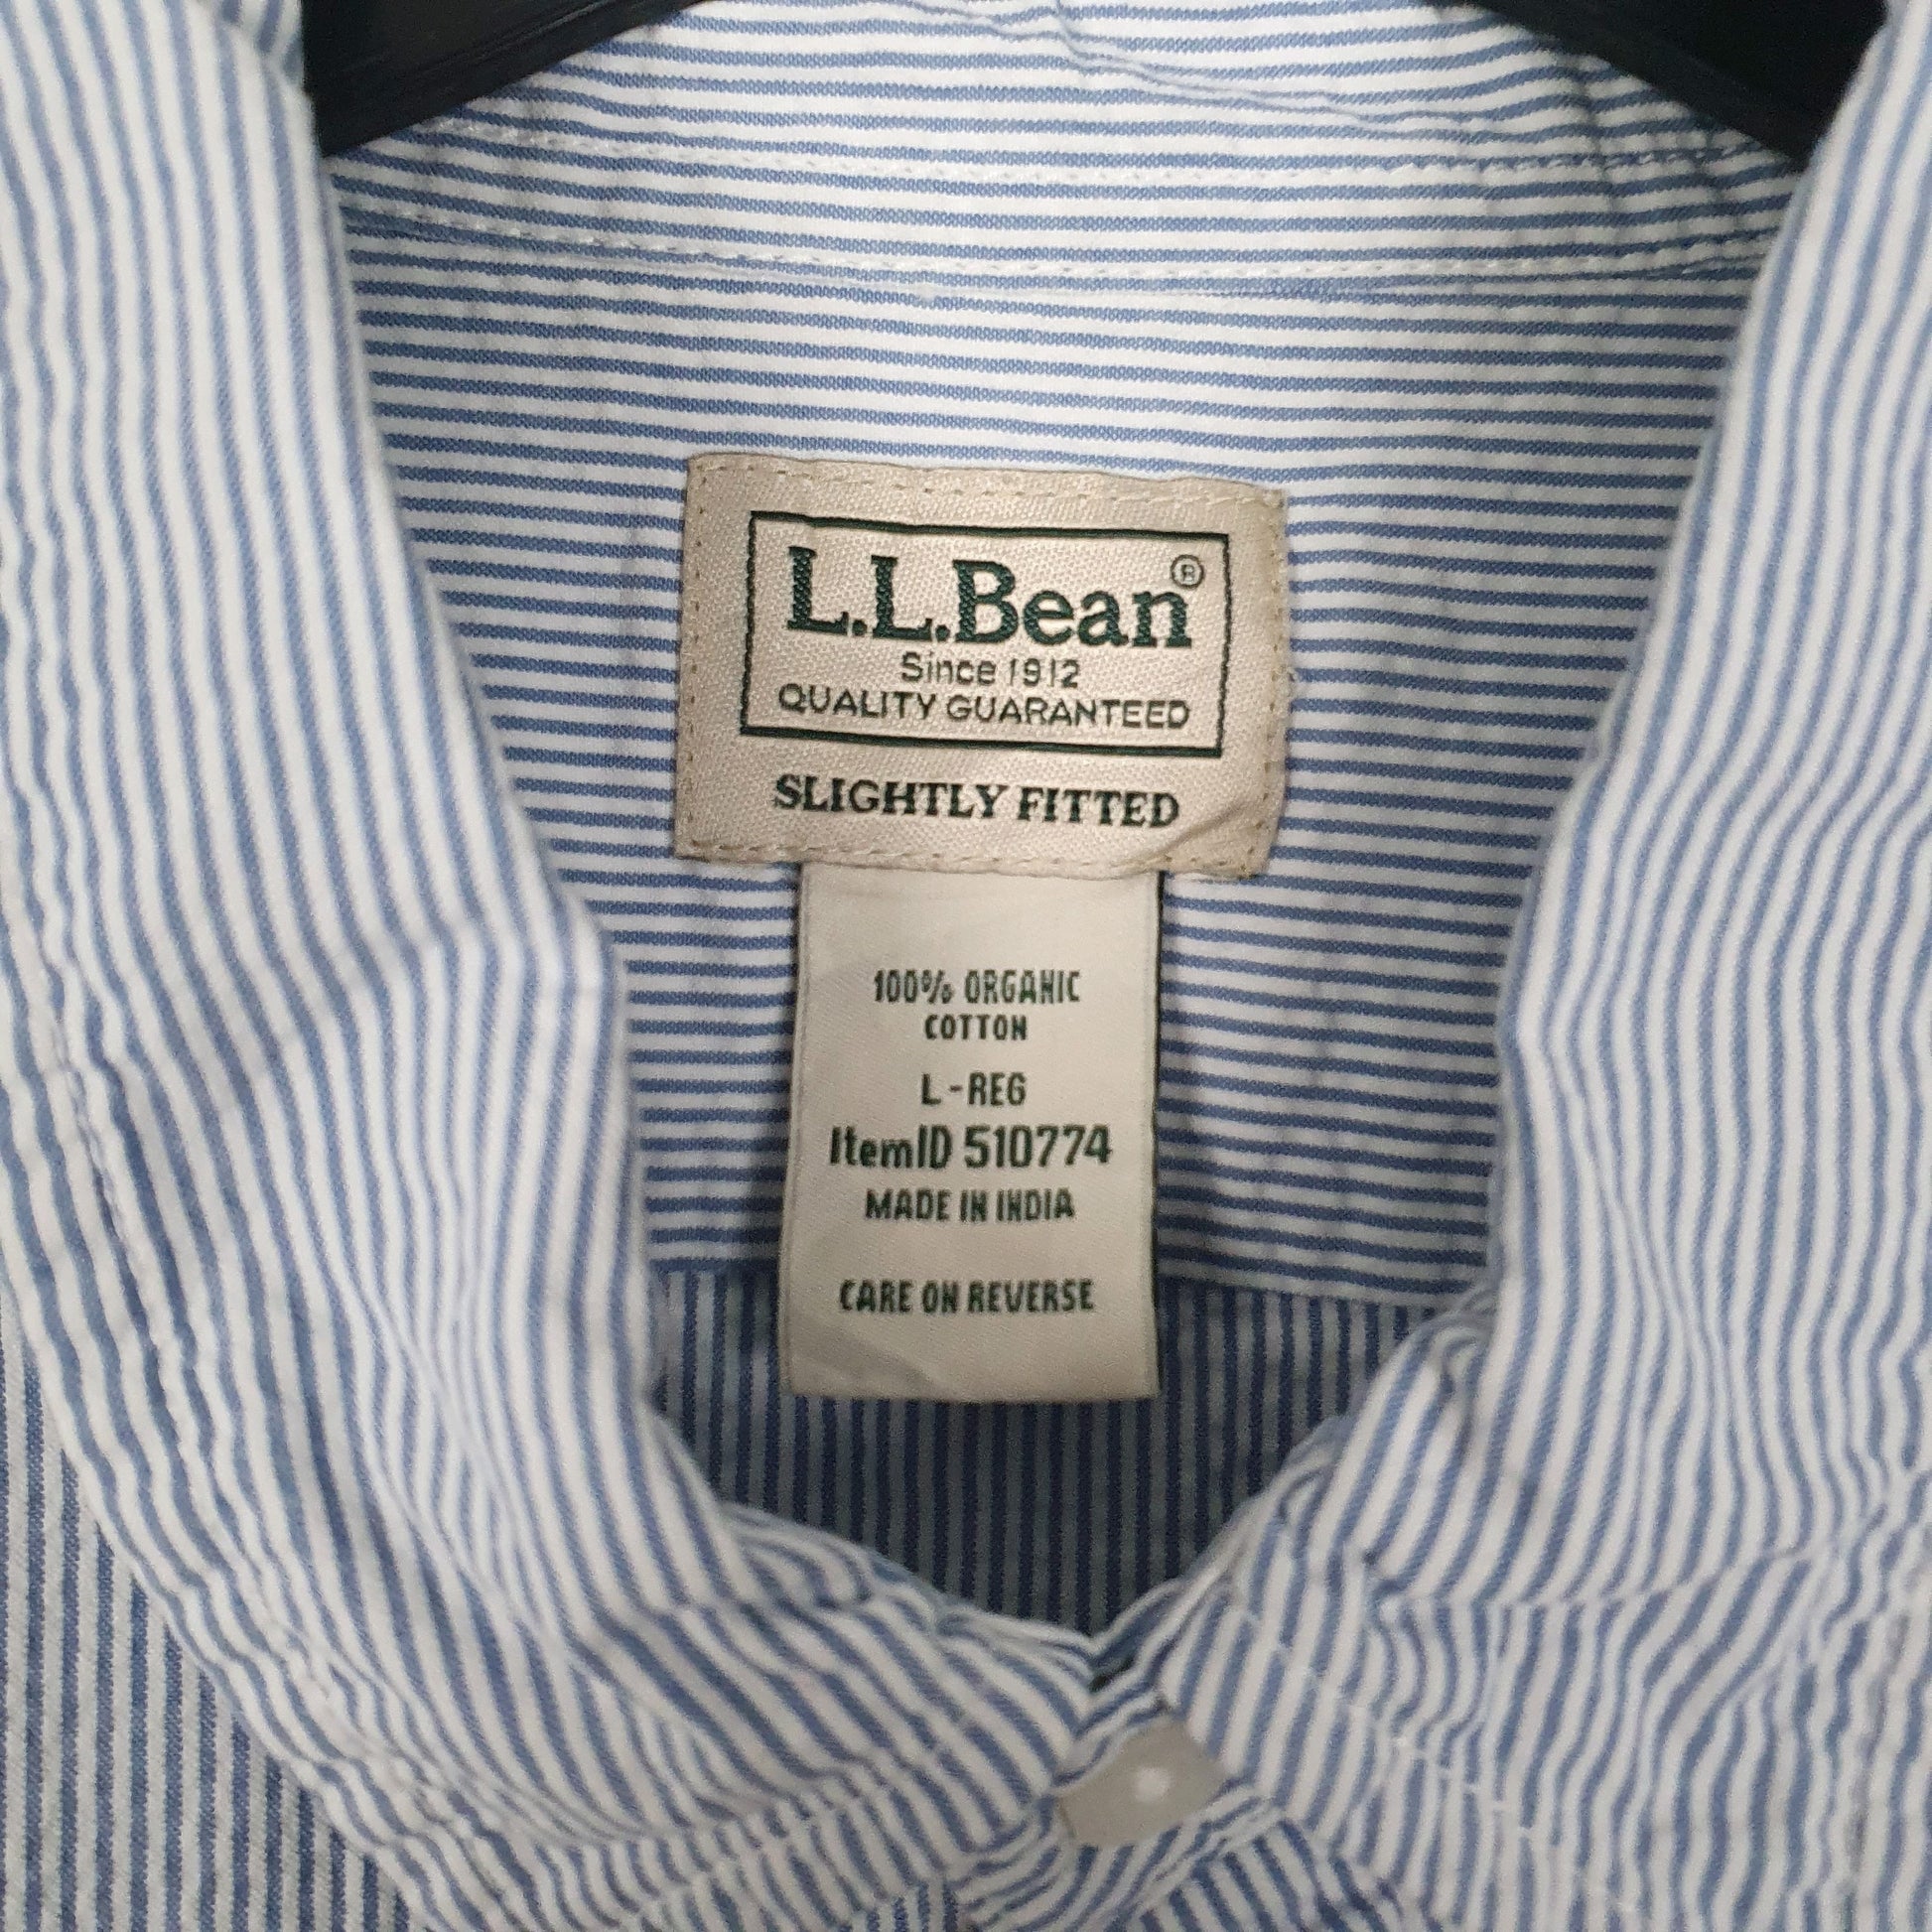 L.L.Bean®
Since 1912
QUALITY GUARANTEED
SLIGHTLY FITTED
100% ORGANIC
COTTON
L-REG
ItemID 510774
MADE IN INDIA
CARE ON REVERSE